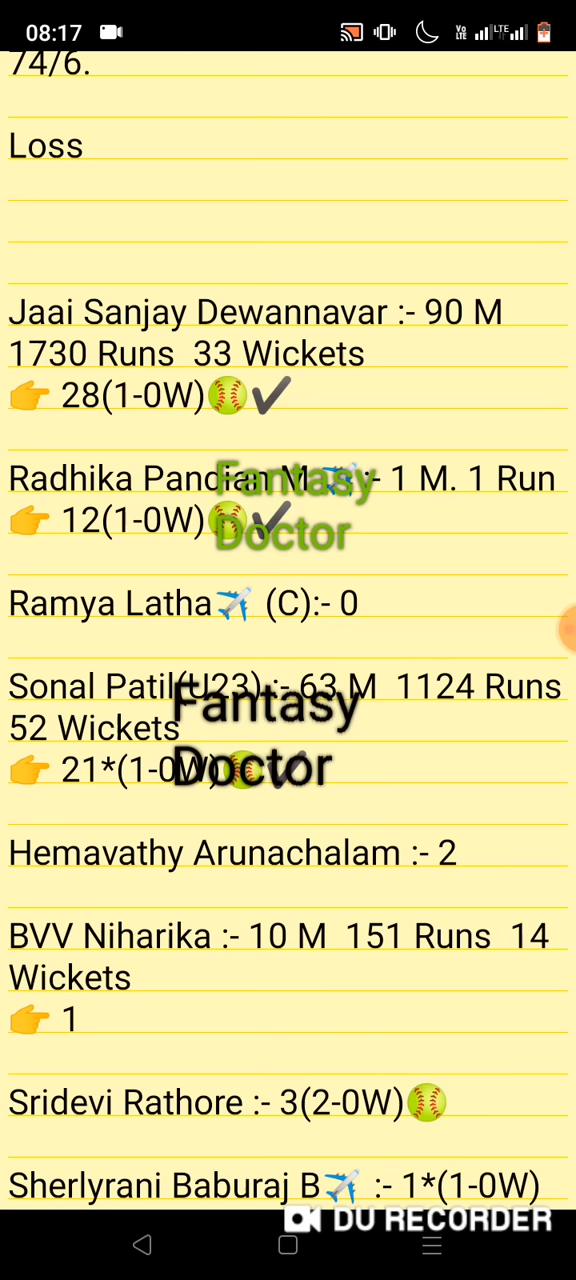 08:17 Vo LTE LTE
74/6.
Loss
Jaai Sanjay Dewannavar :- 90 M
1730 Runs 33 Wickets
👉 28(1-0W)🥎✔
Radhika Pandian M ✈️:- 1 M. 1 Run
👉 12(1-0W)🥎✔
Fantasy
Doctor
Ramya Latha✈️ (C):- 0
Sonal Patil(U23) :- 63 M 1124 Runs
52 Wickets
👉 21*(1-0W)🥎✔
Fantasy
Doctor
Hemavathy Arunachalam :- 2
BVV Niharika :- 10 M 151 Runs 14
Wickets
👉 1
Sridevi Rathore :- 3(2-0W)🥎
Sherlyrani Baburaj B✈️ :- 1*(1-0W)
DU RECORDER